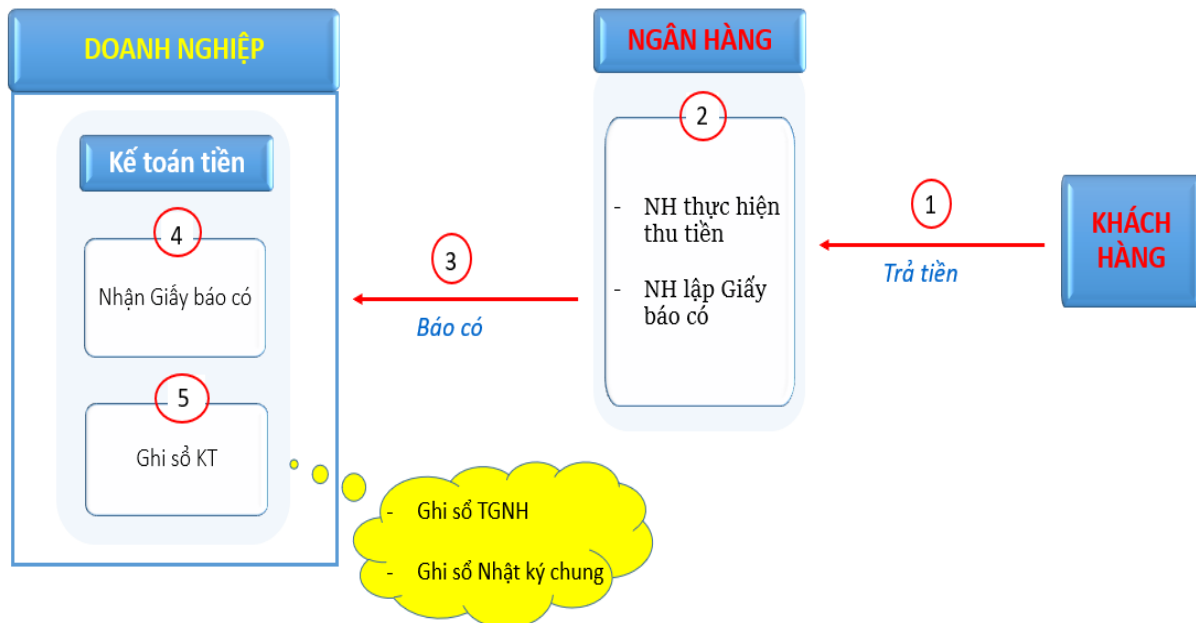 DOANH NGHIỆP
Kế toán tiền
4
Nhận Giấy báo có
5
Ghi sổ KT
- Ghi sổ TGNH
- Ghi sổ Nhật ký chung
3
Báo có
NGÂN HÀNG
2
- NH thực hiện
thu tiền
- NH lập Giấy
báo có
1
Trả tiền
KHÁCH
HÀNG